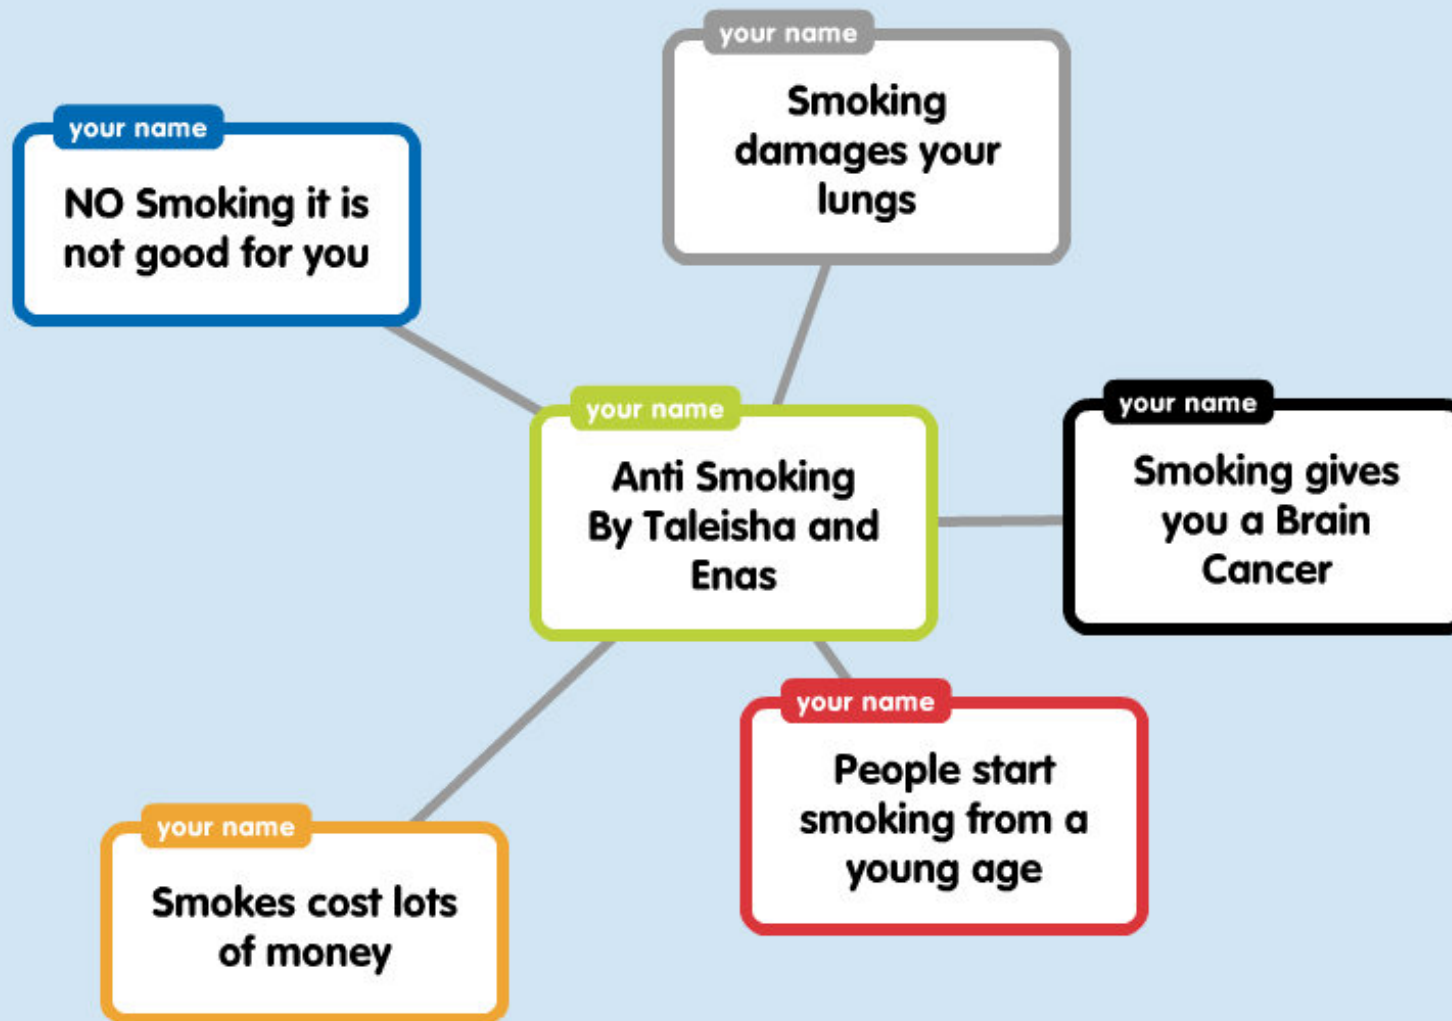 your name
Smoking
damages your
lungs
your name
NO Smoking it is
not good for you
your name
Anti Smoking
By Taleisha and
Enas
your name
Smoking gives
you a Brain
Cancer
your name
People start
smoking from a
young age
your name
Smokes cost lots
of money